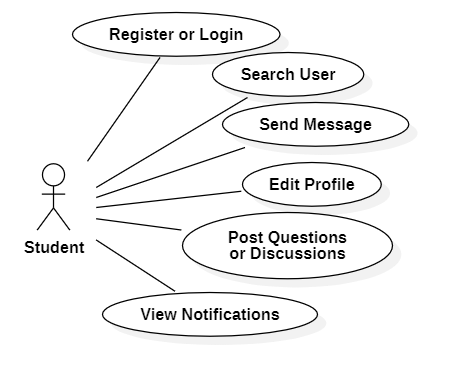 Register or Login
Search User
Send Message
Edit Profile
Post Questions
or Discussions
Student
View Notifications